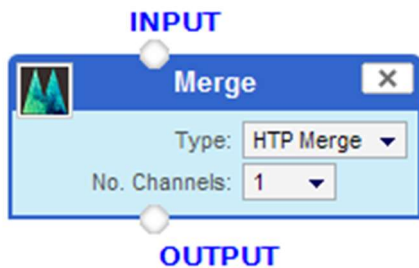 INPUT
Merge
Type: HTP Merge
No. Channels: 1
OUTPUT